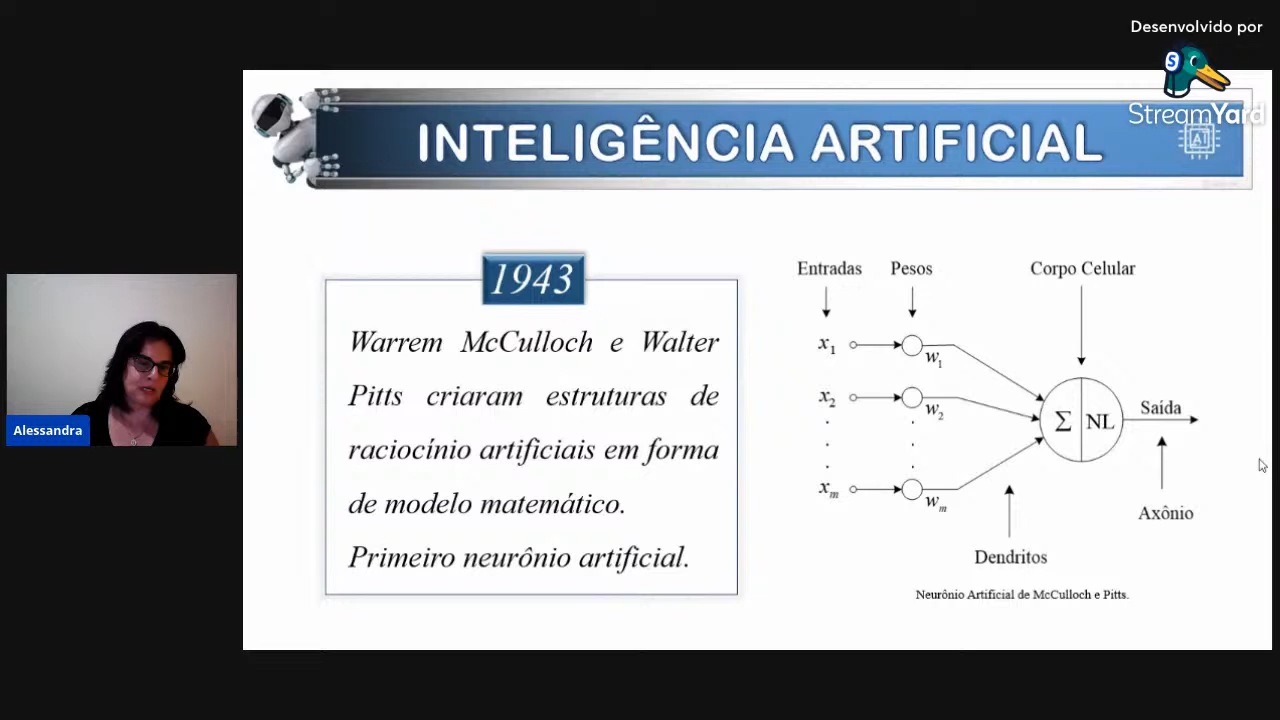 Desenvolvido por
StreamYard
INTELIGÊNCIA ARTIFICIAL
AI
1943
Warrem McCulloch e Walter
Pitts criaram estruturas de
raciocínio artificiais em forma
de modelo matemático.
Primeiro neurônio artificial.
Entradas Pesos Corpo Celular
x1 w1
x2 w2
Σ NL Saída
xm wm
Axônio
Dendritos
Neurônio Artificial de McCulloch e Pitts.
Alessandra